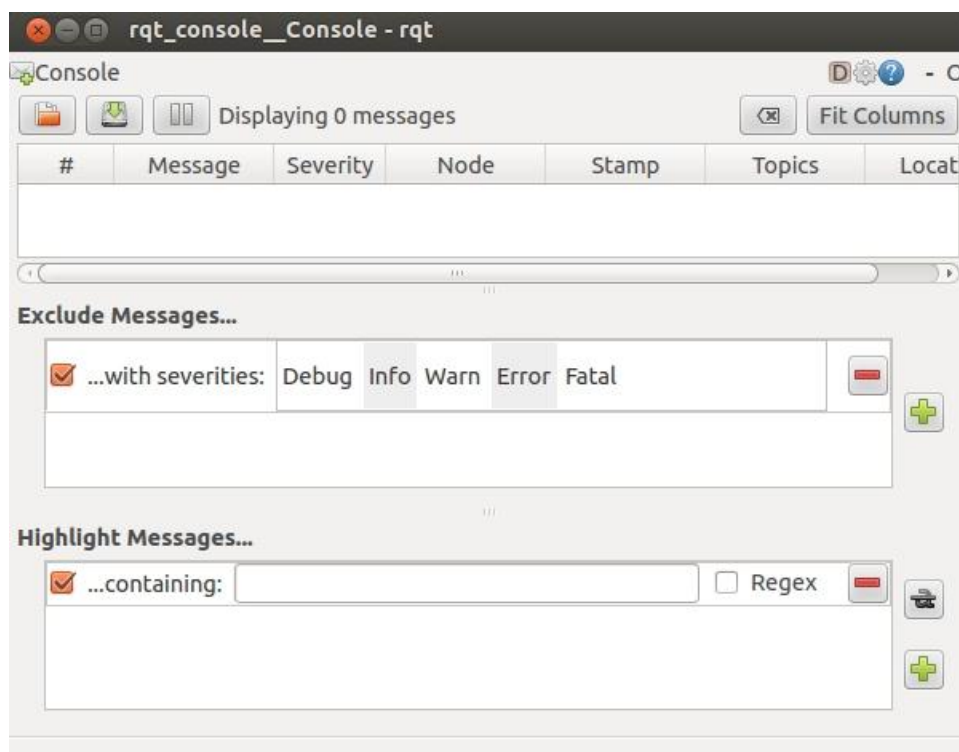 rqt_console__Console - rqt
Console
D
? - O
Displaying 0 messages
Fit Columns
# Message Severity Node Stamp Topics Locat
Exclude Messages...
...with severities: Debug Info Warn Error Fatal
Highlight Messages...
...containing: Regex